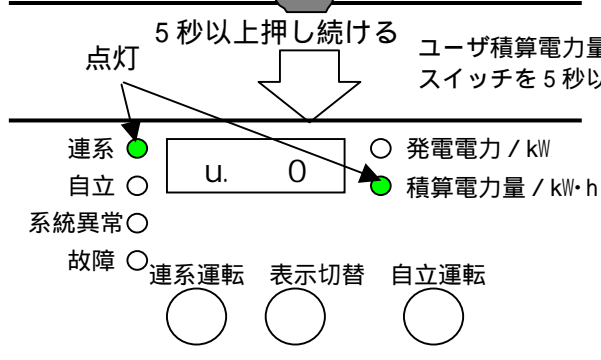 5秒以上押し続ける
ユーザ積算電力量
スイッチを5秒以
点灯
連系
u. 0
発電電力/kW
自立
積算電力量/kW・h
系統異常
故障
連系運転 表示切替 自立運転